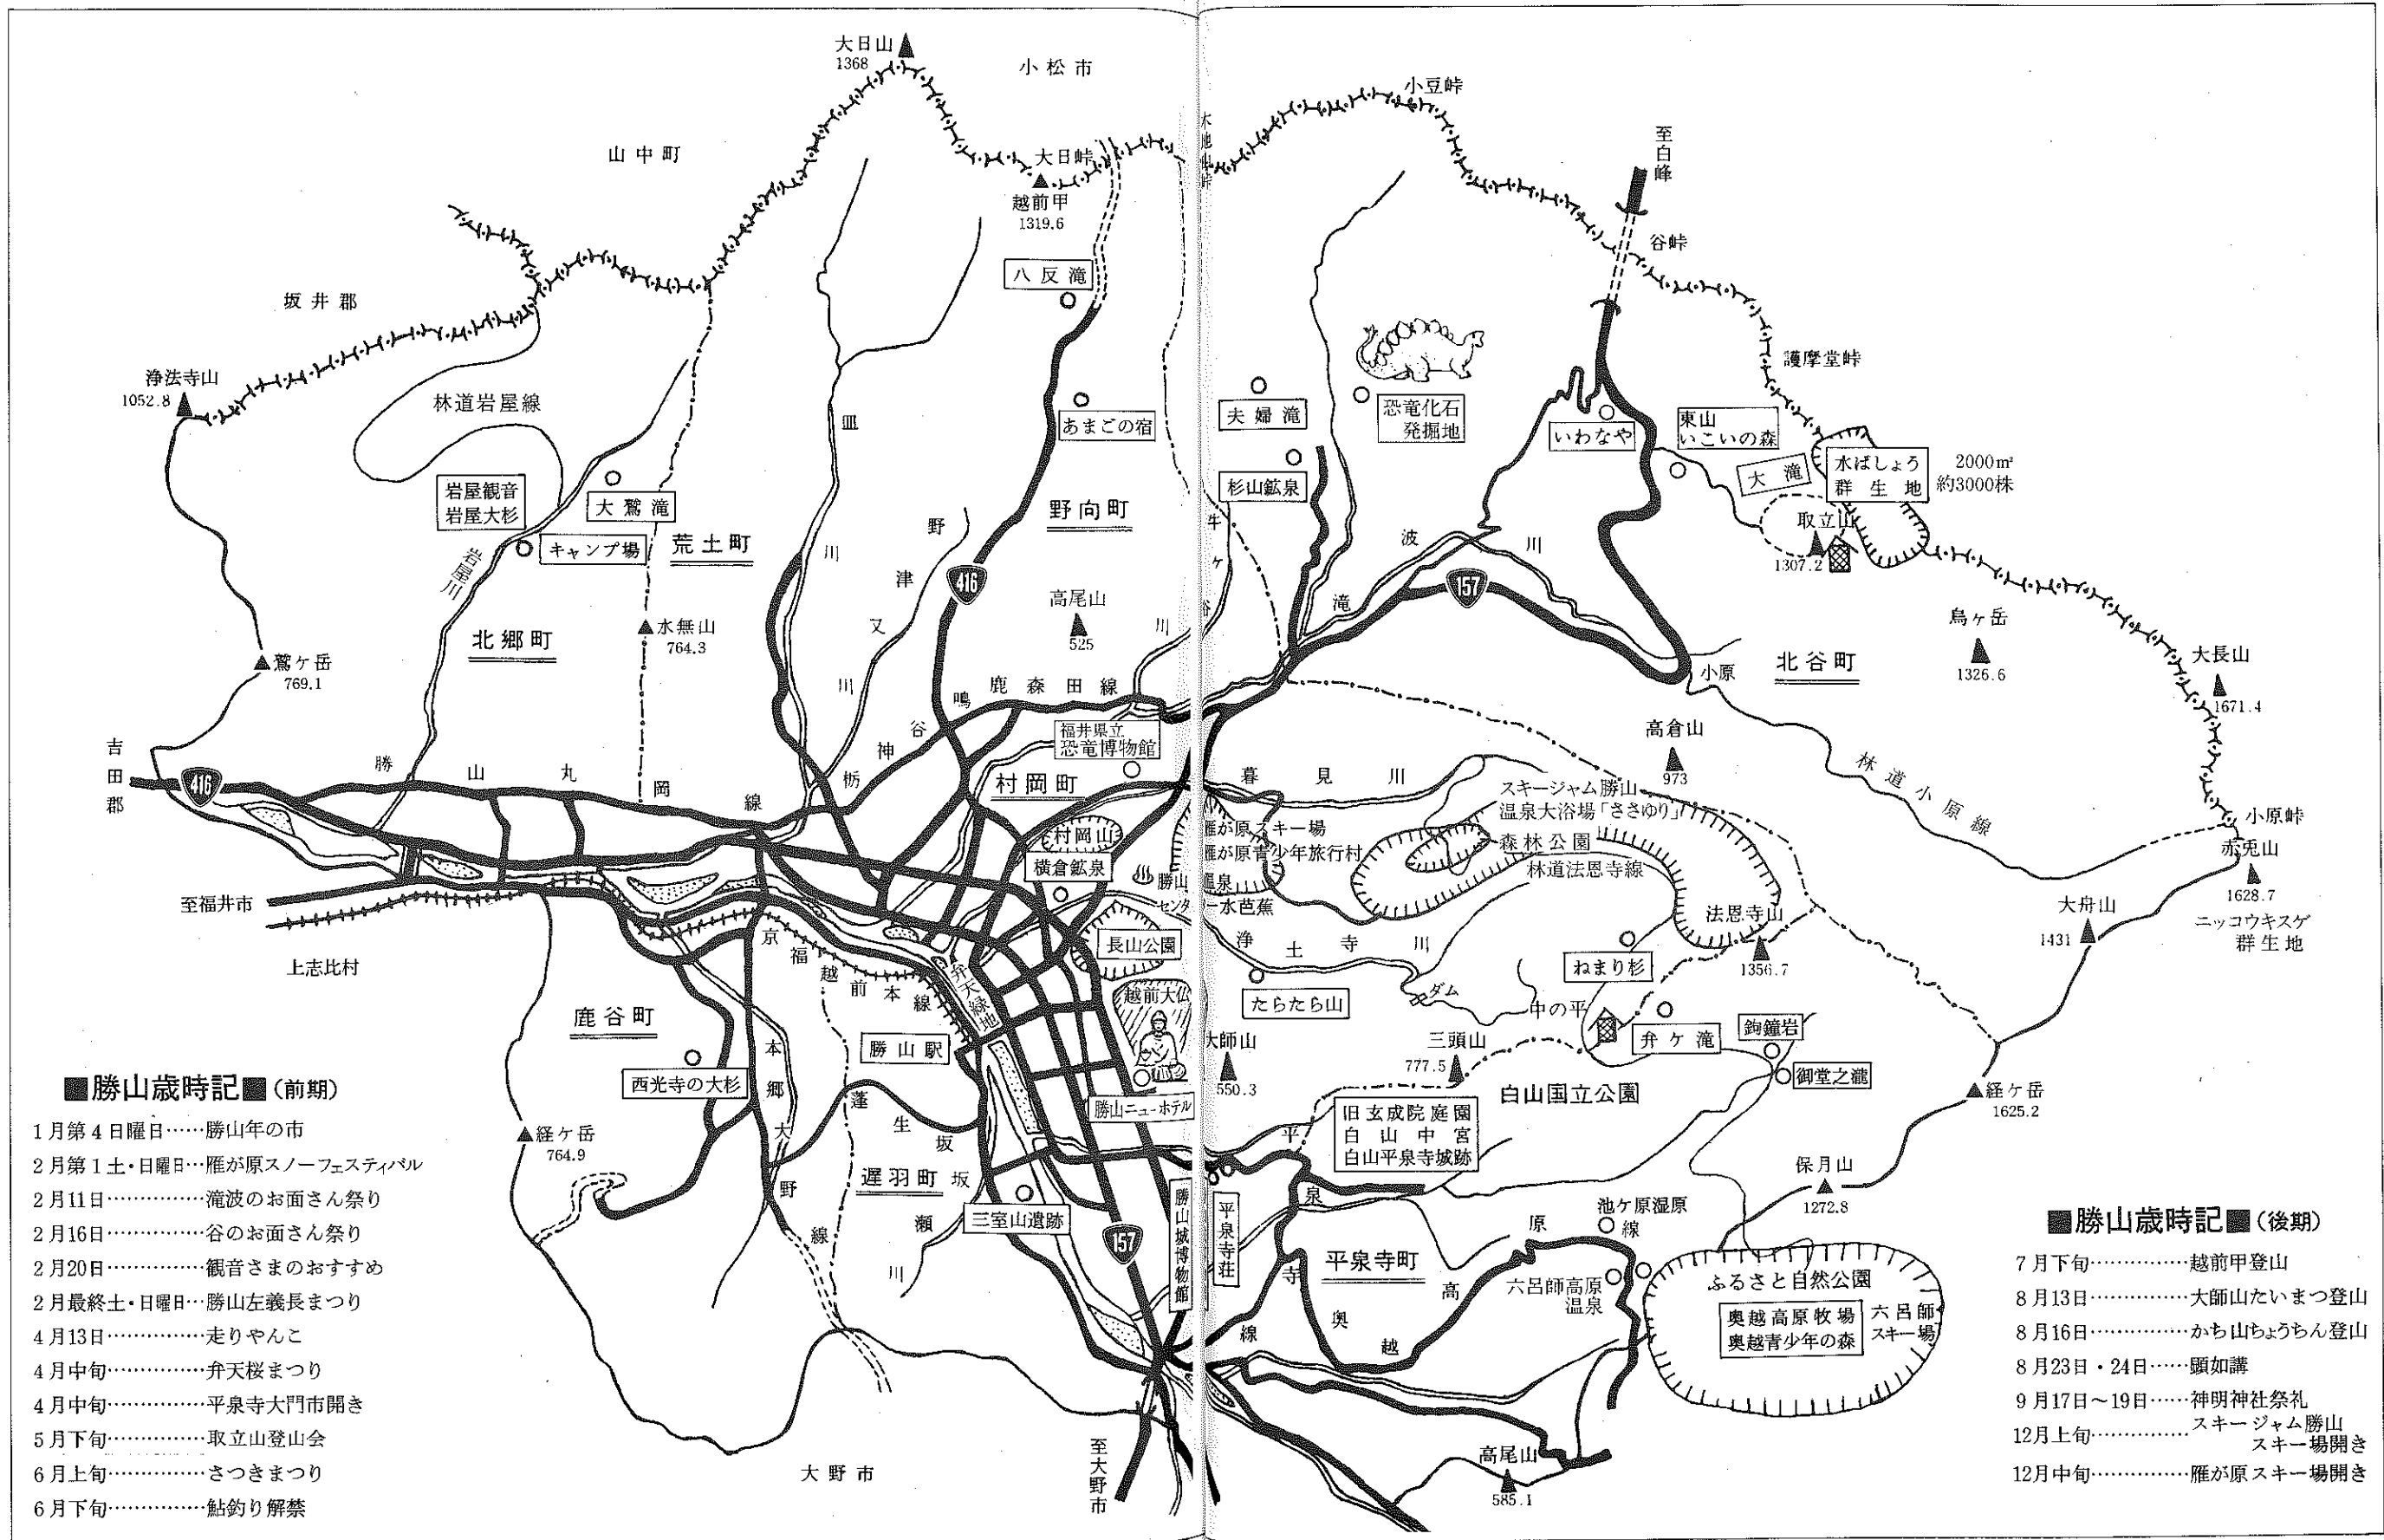 大日山
1368
小松市
小豆峠
至白峰
山中町
大日峠
越前甲
1319.6
谷峠
八反滝
坂井郡
護摩堂峠
浄法寺山
1052.8
林道岩屋線
皿川
あまごの宿
夫婦滝
恐竜化石
発掘地
いわなや
東山
いこいの森
大滝
水ばしょう
群生地
2000m²
約3000株
取立山
1307.2
岩屋観音
岩屋大杉
大鷲滝
キャンプ場
岩屋川
荒土町
野向町
杉山鉱泉
野津又川
416
高尾山
525
牛ヶ谷川
滝波川
157
北郷町
水無山
764.3
鷲ヶ岳
769.1
小原
北谷町
烏ヶ岳
1326.6
大長山
1671.4
栃神谷鳴鹿森田線
福井県立
恐竜博物館
高倉山
973
林道小原線
吉田郡
416
勝山丸岡線
村岡町
暮見川
スキージャム勝山
温泉大浴場「ささゆり」
森林公園
林道法恩寺線
小原峠
赤兎山
1628.7
ニッコウキスゲ
群生地
村岡山
雁が原スキー場
雁が原青少年旅行村
横倉鉱泉
勝山温泉
センター水芭蕉
至福井市
上志比村
京福越前本線
弁天緑地
長山公園
浄土寺川
ダム
たらたら山
法恩寺山
1356.7
大舟山
1431
ねまり杉
中の平
弁ヶ滝
鉤鐘岩
御堂之瀧
越前大仏
鹿谷町
勝山駅
西光寺の大杉
本郷大野線
蓬生坂
大師山
550.3
三頭山
777.5
白山国立公園
経ヶ岳
1625.2
勝山ニューホテル
旧玄成院庭園
白山中宮
白山平泉寺城跡
経ヶ岳
764.9
遅羽町
坂瀬川
三室山遺跡
勝山城博物館
平泉寺荘
157
平泉寺線
平泉寺町
保月山
1272.8
池ヶ原湿原
奥越高原線
六呂師高原
温泉
ふるさと自然公園
奥越高原牧場
奥越青少年の森
六呂師
スキー場
大野市
至大野市
高尾山
585.1
■勝山歳時記■(前期)
1月第4日曜日……勝山年の市
2月第1土・日曜日…雁が原スノーフェスティバル
2月11日……………滝波のお面さん祭り
2月16日……………谷のお面さん祭り
2月20日……………観音さまのおすすめ
2月最終土・日曜日…勝山左義長まつり
4月13日……………走りやんこ
4月中旬……………弁天桜まつり
4月中旬……………平泉寺大門市開き
5月下旬……………取立山登山会
6月上旬……………さつきまつり
6月下旬……………鮎釣り解禁
■勝山歳時記■(後期)
7月下旬……………越前甲登山
8月13日……………大師山たいまつ登山
8月16日……………かち山ちょうちん登山
8月23日・24日……顕如講
9月17日～19日……神明神社祭礼
12月上旬……………スキージャム勝山
スキー場開き
12月中旬……………雁が原スキー場開き